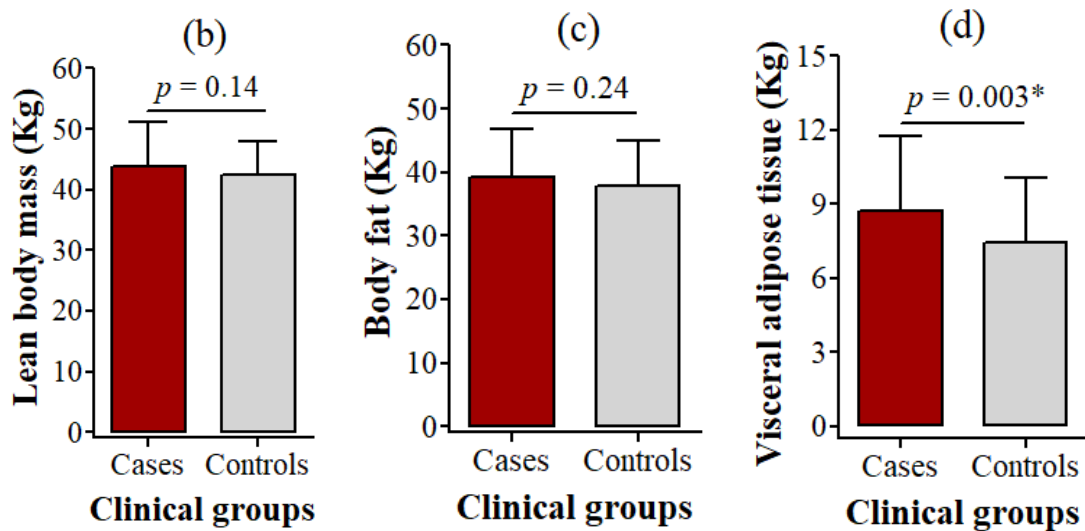 (b)
Lean body mass (Kg)
60
50
40
30
20
10
0
p = 0.14
Cases Controls
Clinical groups
(c)
Body fat (Kg)
60
50
40
30
20
10
0
p = 0.24
Cases Controls
Clinical groups
(d)
Visceral adipose tissue (Kg)
15
12
9
6
3
0
p = 0.003*
Cases Controls
Clinical groups